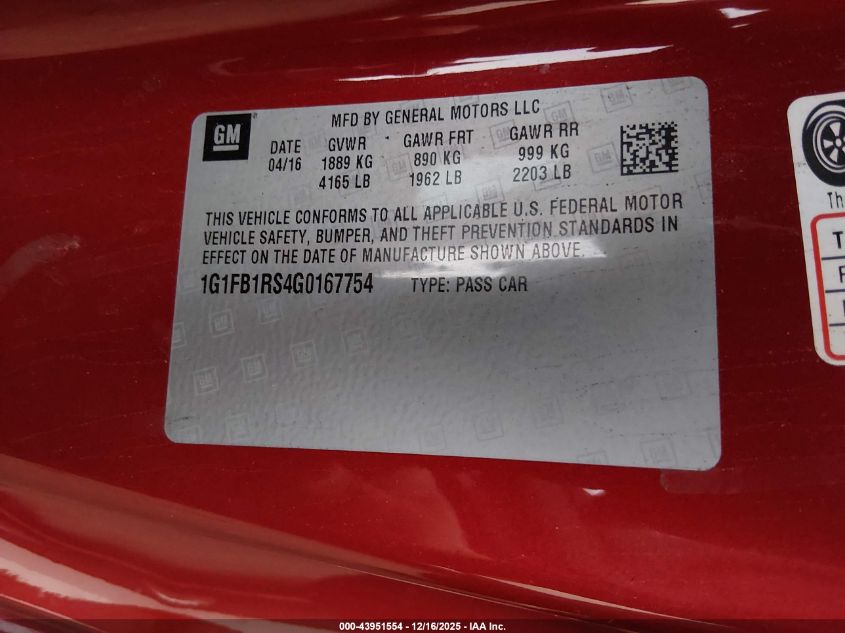 GM
MFD BY GENERAL MOTORS LLC
DATE GVWR GAWR FRT GAWR RR
04/16 1889 KG 890 KG 999 KG
4165 LB 1962 LB 2203 LB
THIS VEHICLE CONFORMS TO ALL APPLICABLE U.S. FEDERAL MOTOR
VEHICLE SAFETY, BUMPER, AND THEFT PREVENTION STANDARDS IN
EFFECT ON THE DATE OF MANUFACTURE SHOWN ABOVE.
1G1FB1RS4G0167754 TYPE: PASS CAR
Th
T
F
000-43951554 - 12/16/2025 - IAA Inc.